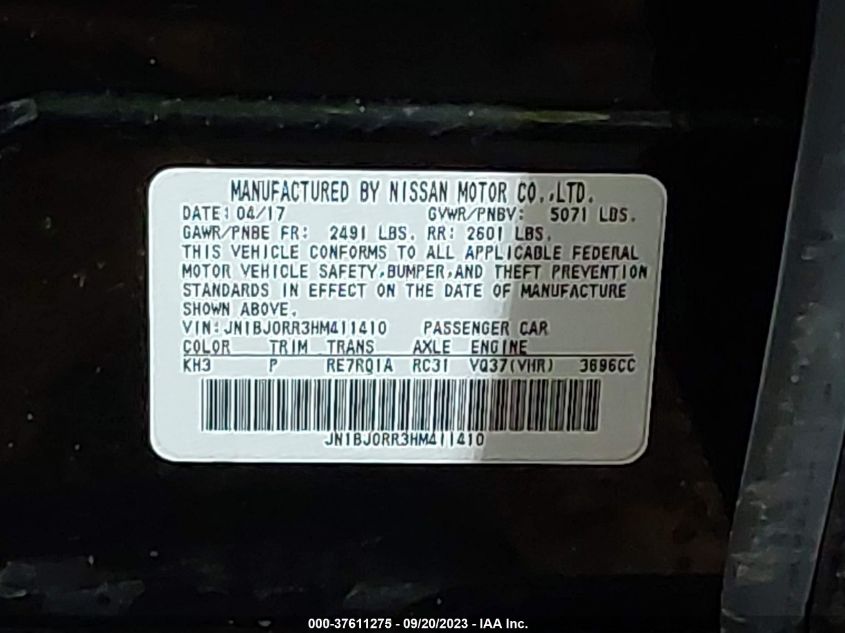 MANUFACTURED BY NISSAN MOTOR CO.,LTD.
DATE: 04/17 GVWR/PNBV: 5071 LBS.
GAWR/PNBE FR: 2491 LBS. RR: 2601 LBS.
THIS VEHICLE CONFORMS TO ALL APPLICABLE FEDERAL
MOTOR VEHICLE SAFETY,BUMPER,AND THEFT PREVENTION
STANDARDS IN EFFECT ON THE DATE OF MANUFACTURE
SHOWN ABOVE.
VIN: JN1BJ0RR3HM411410 PASSENGER CAR
COLOR TRIM TRANS AXLE ENGINE
KH3 P RE7R01A RC31 VQ37(VHR) 3696CC
JN1BJ0RR3HM411410
000-37611275 - 09/20/2023 - IAA Inc.